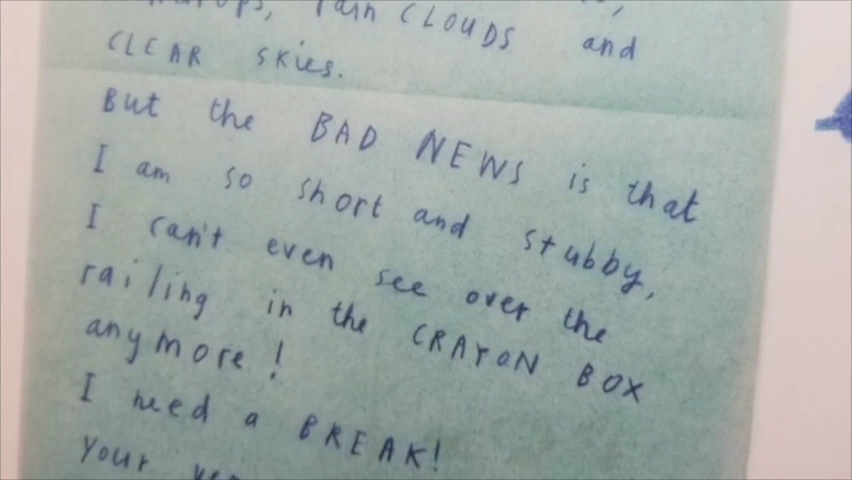 rain CLOUDS and
CLEAR skies.
But the BAD NEWS is that
I am so short and stubby,
I can't even see over the
railing in the CRAYON BOX
anymore!
I need a BREAK!
Your